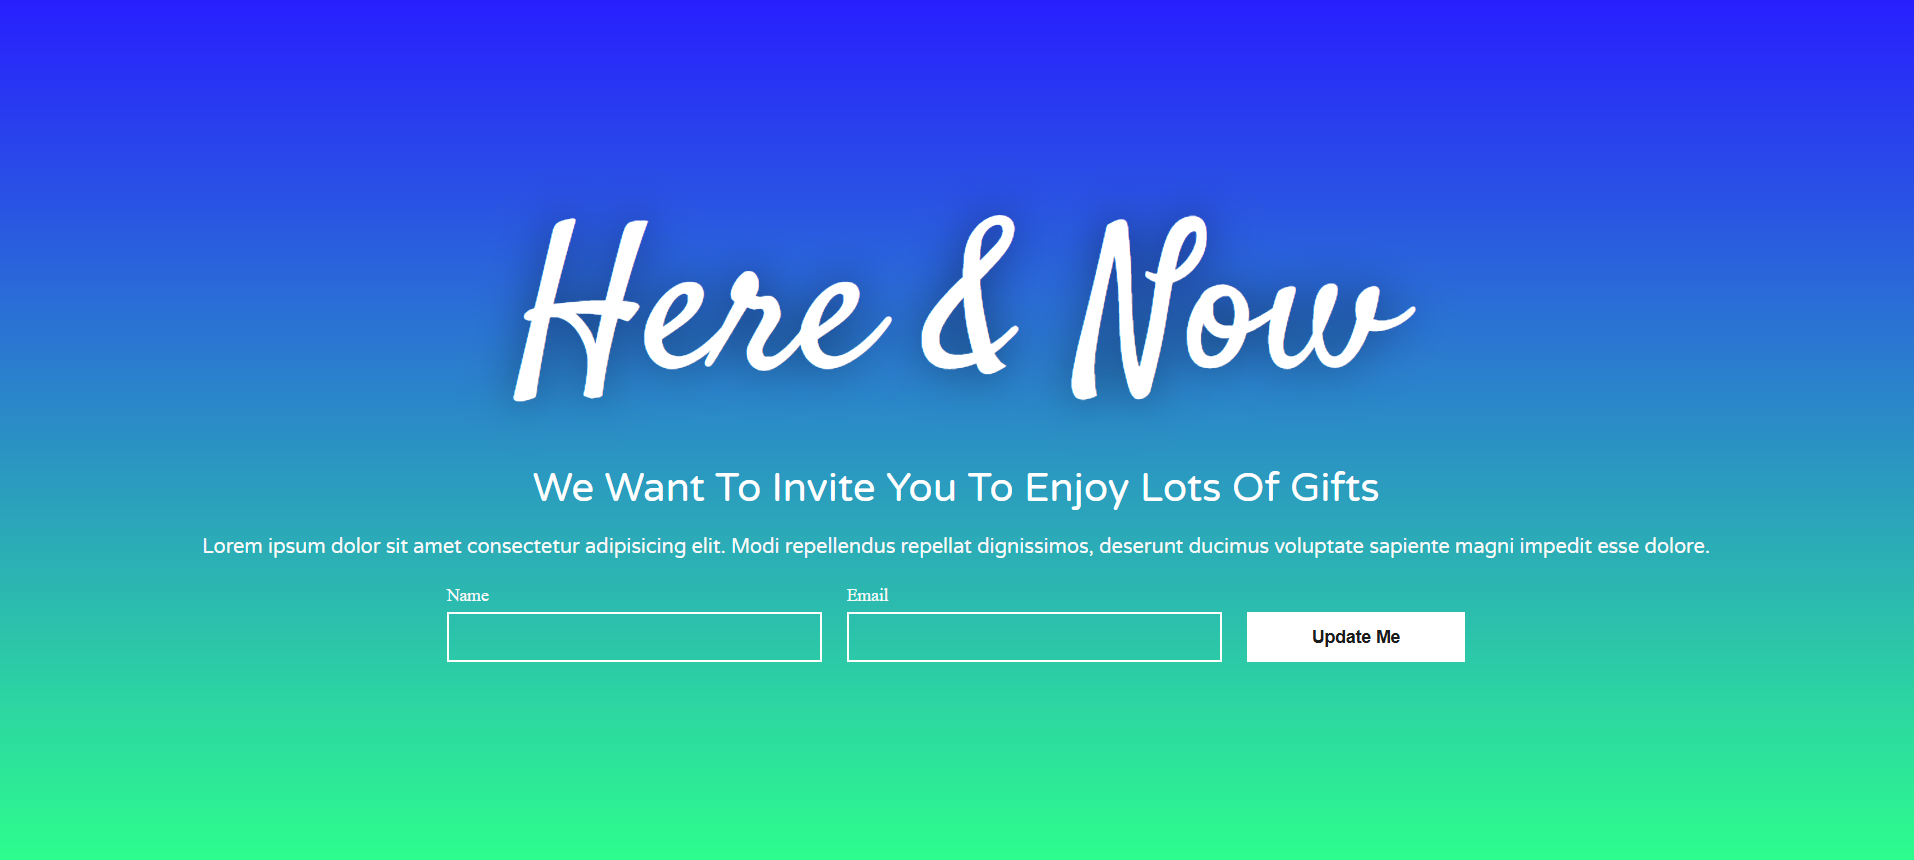 Here & Now
We Want To Invite You To Enjoy Lots Of Gifts
Lorem ipsum dolor sit amet consectetur adipisicing elit. Modi repellendus repellat dignissimos, deserunt ducimus voluptate sapiente magni impedit esse dolore.
Name
Email
Update Me